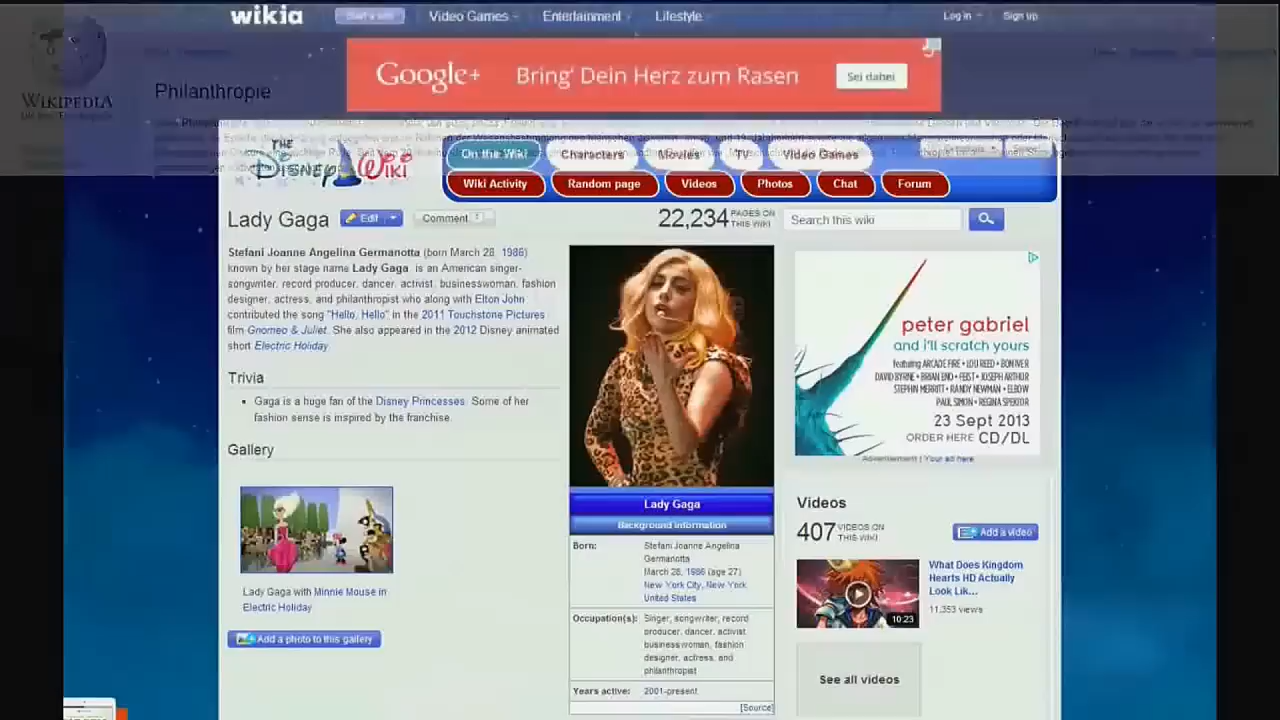 wikia Start a wiki Video Games Entertainment Lifestyle Log in Sign up
Google+ Bring' Dein Herz zum Rasen Sei dabei
WIKIPEDIA
Philanthropie
THE
DISNEY WIKI
On the Wiki Characters Movies TV Video Games
Wiki Activity Random page Videos Photos Chat Forum
Lady Gaga Edit Comment
22,234 PAGES ON
THIS WIKI
Search this wiki
Stefani Joanne Angelina Germanotta (born March 28, 1986)
known by her stage name Lady Gaga is an American singer-
songwriter, record producer, dancer, activist, businesswoman, fashion
designer, actress, and philanthropist who along with Elton John
contributed the song "Hello, Hello" in the 2011 Touchstone Pictures
film Gnomeo & Juliet. She also appeared in the 2012 Disney animated
short Electric Holiday.
Trivia
Gaga is a huge fan of the Disney Princesses. Some of her
fashion sense is inspired by the franchise.
Gallery
Lady Gaga with Minnie Mouse in
Electric Holiday
Add a photo to this gallery
Lady Gaga
Background information
Born: Stefani Joanne Angelina
Germanotta
March 28, 1986 (age 27)
New York City, New York
United States
Occupation(s): Singer, songwriter, record
producer, dancer, activist
businesswoman, fashion
designer, actress, and
philanthropist
Years active: 2001-present
[Source]
peter gabriel
and i'll scratch yours
featuring ARCADE FIRE • LOU REED • BON IVER
DAVID BYRNE • BRIAN ENO • FEIST • JOSEPH ARTHUR
STEPHIN MERRITT • RANDY NEWMAN • ELBOW
PAUL SIMON • REGINA SPEKTOR
23 Sept 2013
ORDER HERE CD/DL
Advertisement | Your ad here
Videos
407 VIDEOS ON
THIS WIKI
Add a video
10:23
What Does Kingdom
Hearts HD Actually
Look Lik...
11,353 views
See all videos